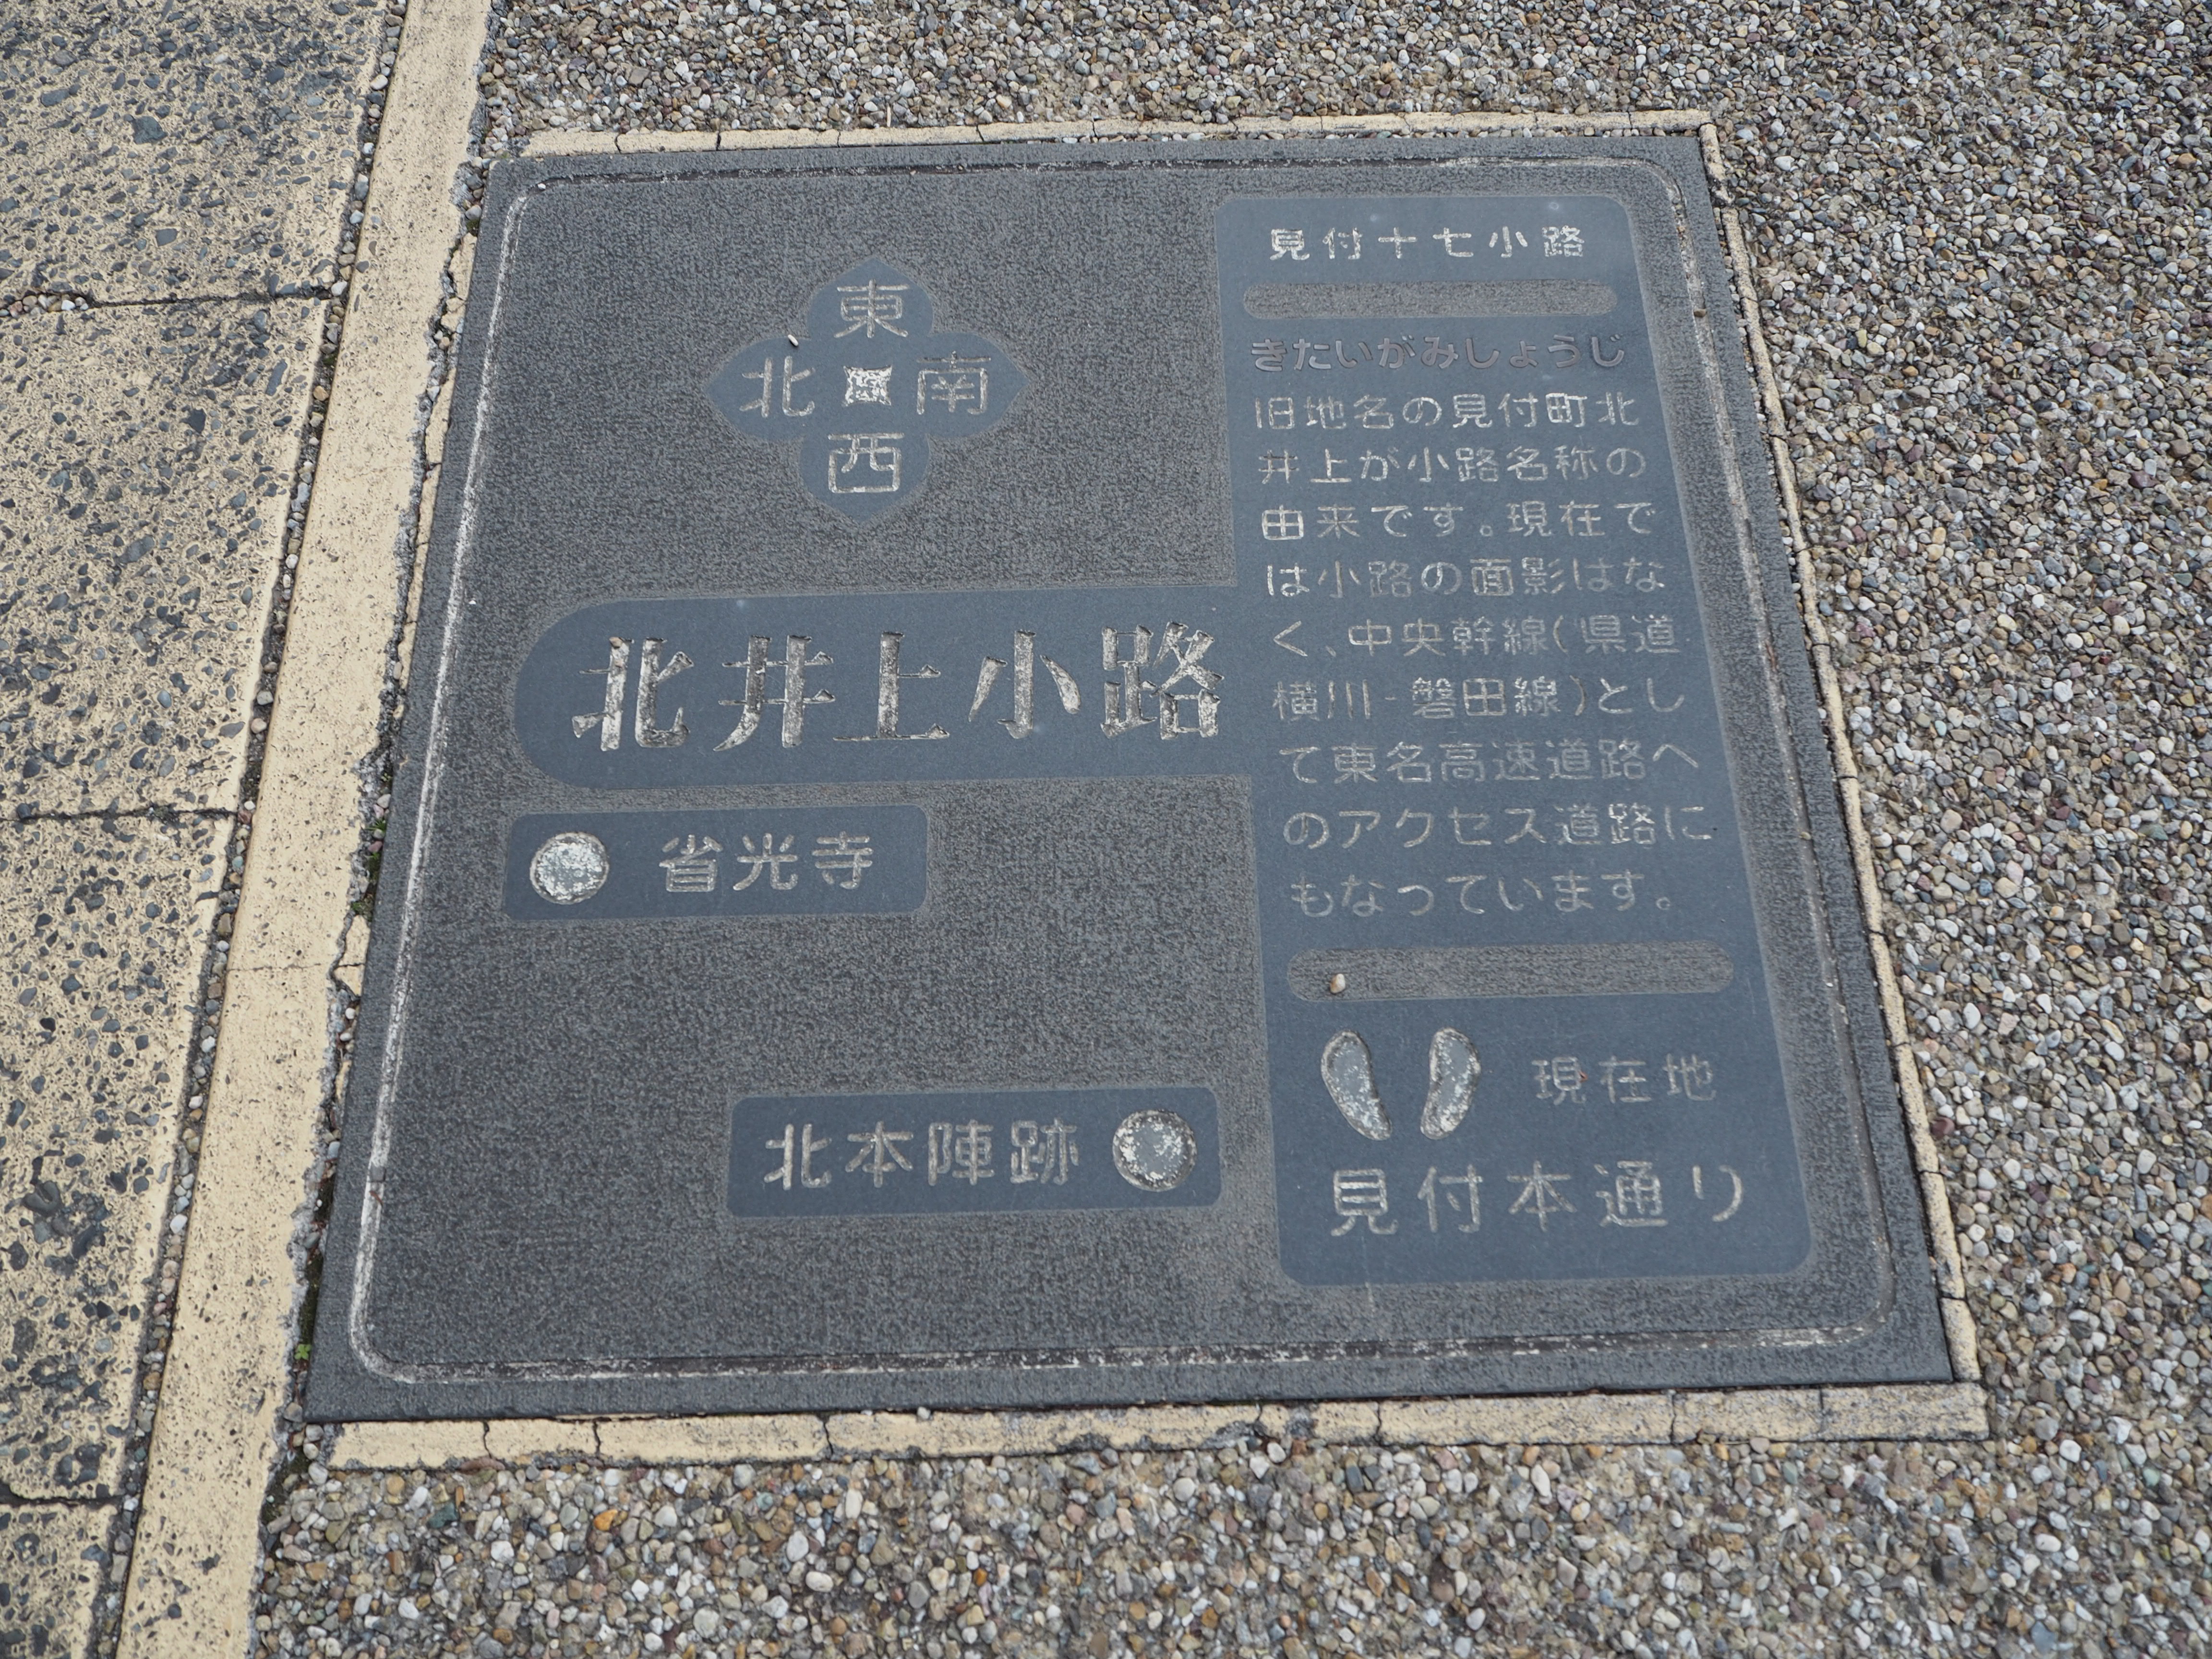 東
北 南
西
北井上小路
省光寺
北本陣跡
見付十七小路
きたいがみしょうじ
旧地名の見付町北
井上が小路名称の
由来です。現在で
は小路の面影はな
く、中央幹線(県道
横川-磐田線)とし
て東名高速道路へ
のアクセス道路に
もなっています。
現在地
見付本通り